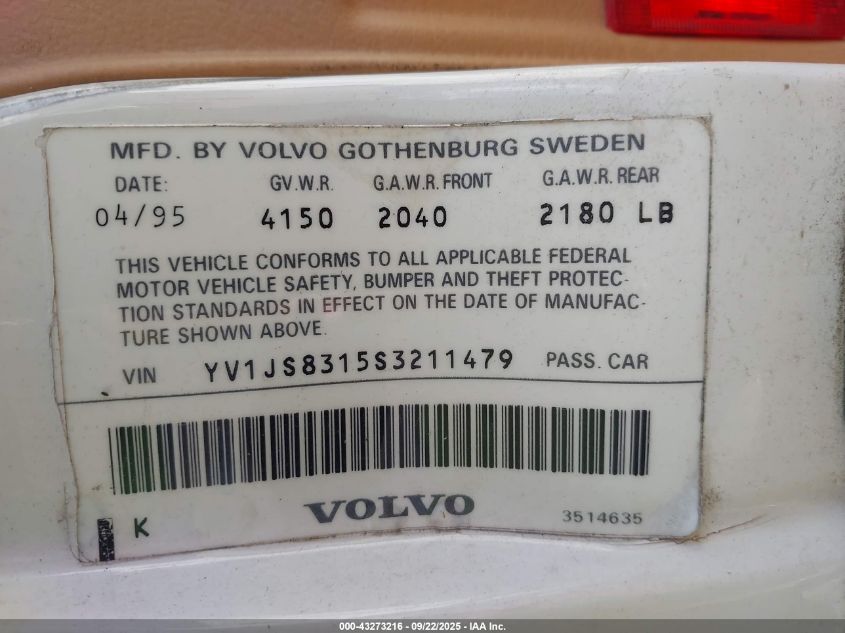 MFD. BY VOLVO GOTHENBURG SWEDEN
DATE: GV.W.R. G.A.W.R. FRONT G.A.W.R. REAR
04/95 4150 2040 2180 LB
THIS VEHICLE CONFORMS TO ALL APPLICABLE FEDERAL
MOTOR VEHICLE SAFETY, BUMPER AND THEFT PROTEC-
TION STANDARDS IN EFFECT ON THE DATE OF MANUFAC-
TURE SHOWN ABOVE.
VIN YV1JS8315S3211479 PASS. CAR
VOLVO
K 3514635
000-43273216 - 09/22/2025 - IAA Inc.